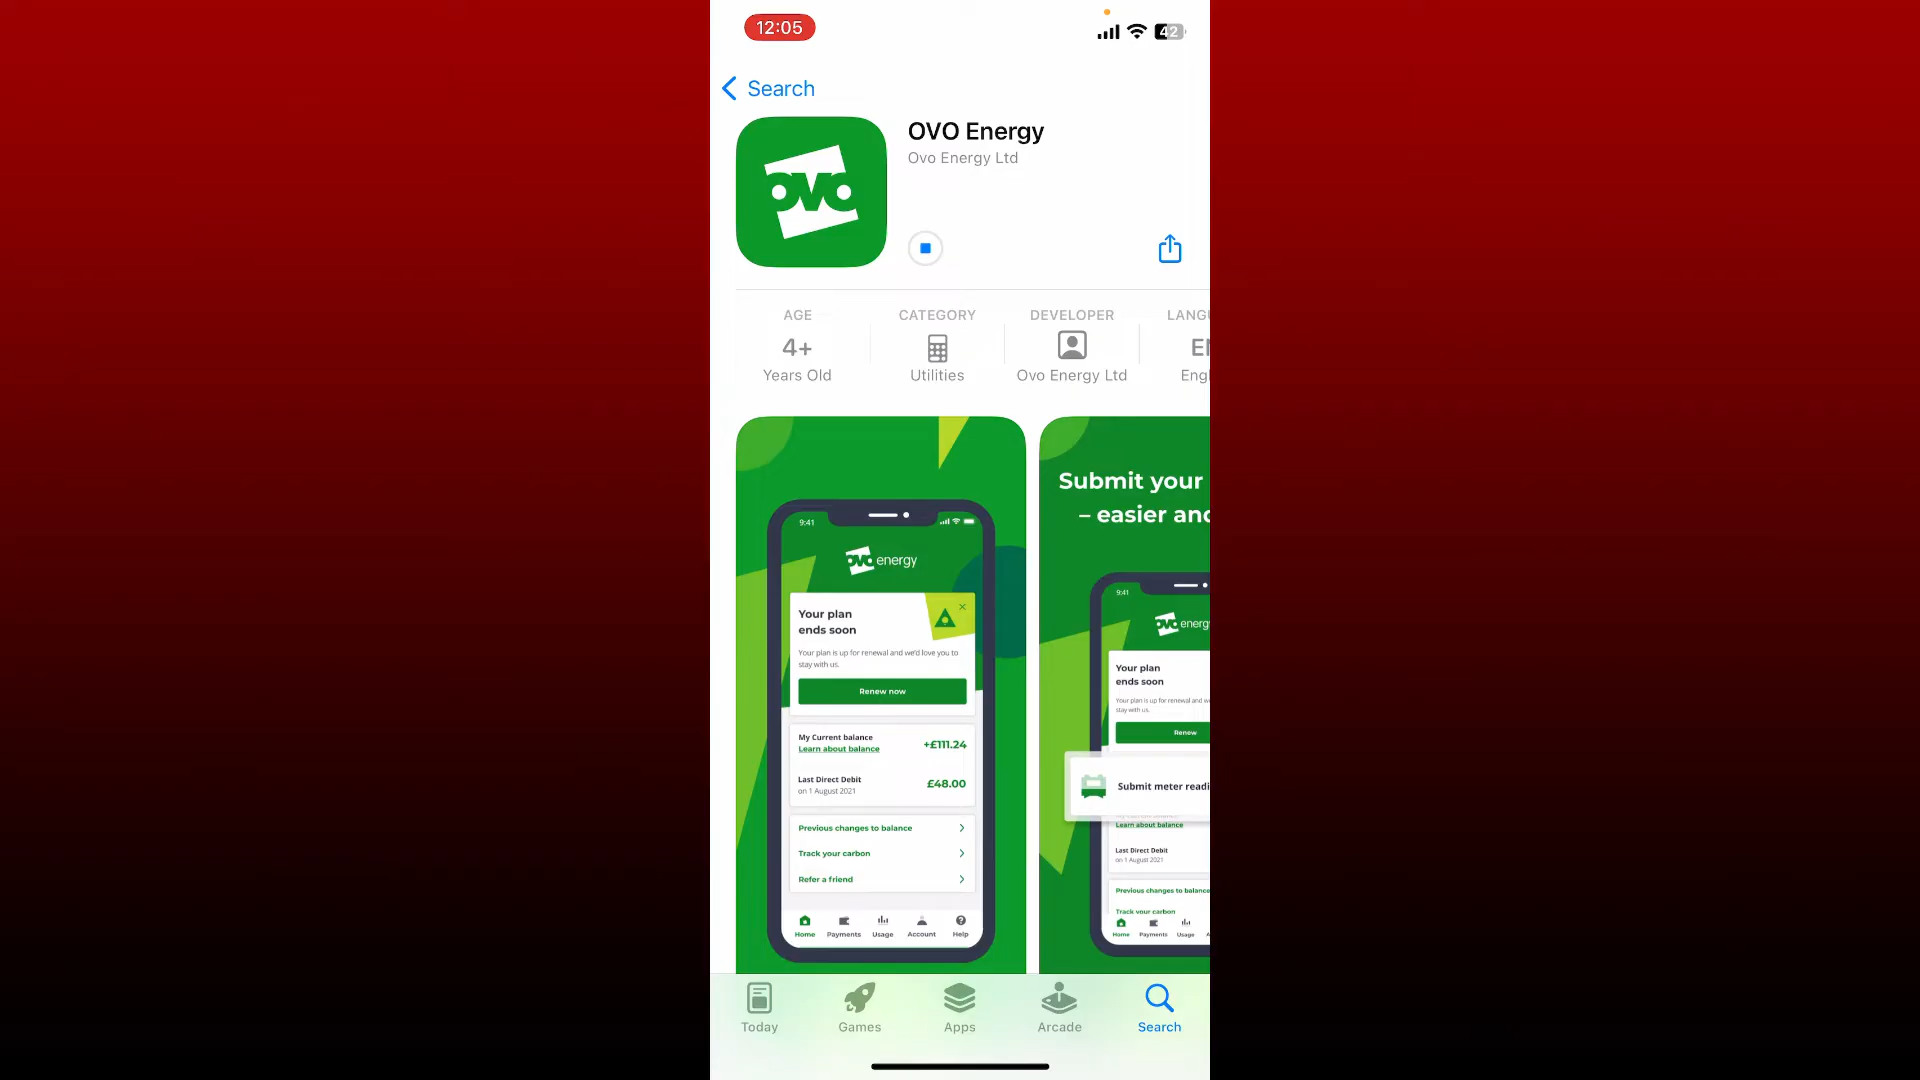 12:05
42
Search
OVO Energy
Ovo Energy Ltd
ovo
AGE
CATEGORY
DEVELOPER
LANGU
4+
EN
Years Old
Utilities
Ovo Energy Ltd
Engl
9:41
ovo energy
Your plan
ends soon
Your plan is up for renewal and we'd love you to
stay with us.
Renew now
My Current balance
Learn about balance
+£111.24
Last Direct Debit
on 1 August 2021
£48.00
Previous changes to balance
Track your carbon
Refer a friend
Home
Payments
Usage
Account
Help
Submit your
– easier and
9:41
ovo energy
Your plan
ends soon
Your plan is up for renewal and we
stay with us.
Renew
Submit meter readi
Learn about balance
Last Direct Debit
on 1 August 2021
Previous changes to balance
Track your carbon
Home
Payments
Usage
A
Today
Games
Apps
Arcade
Search